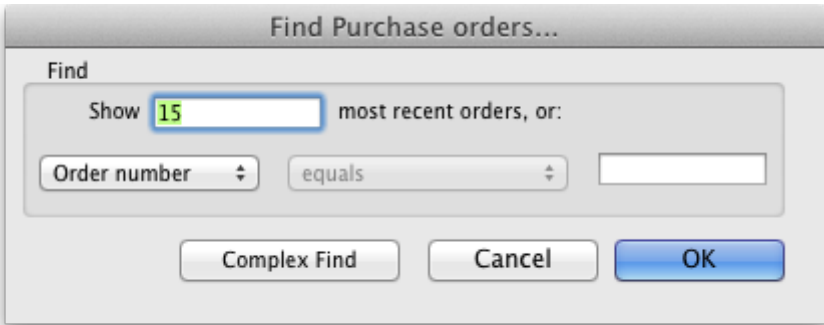 Find Purchase orders...
Find
Show 15 most recent orders, or:
Order number equals
Complex Find Cancel OK